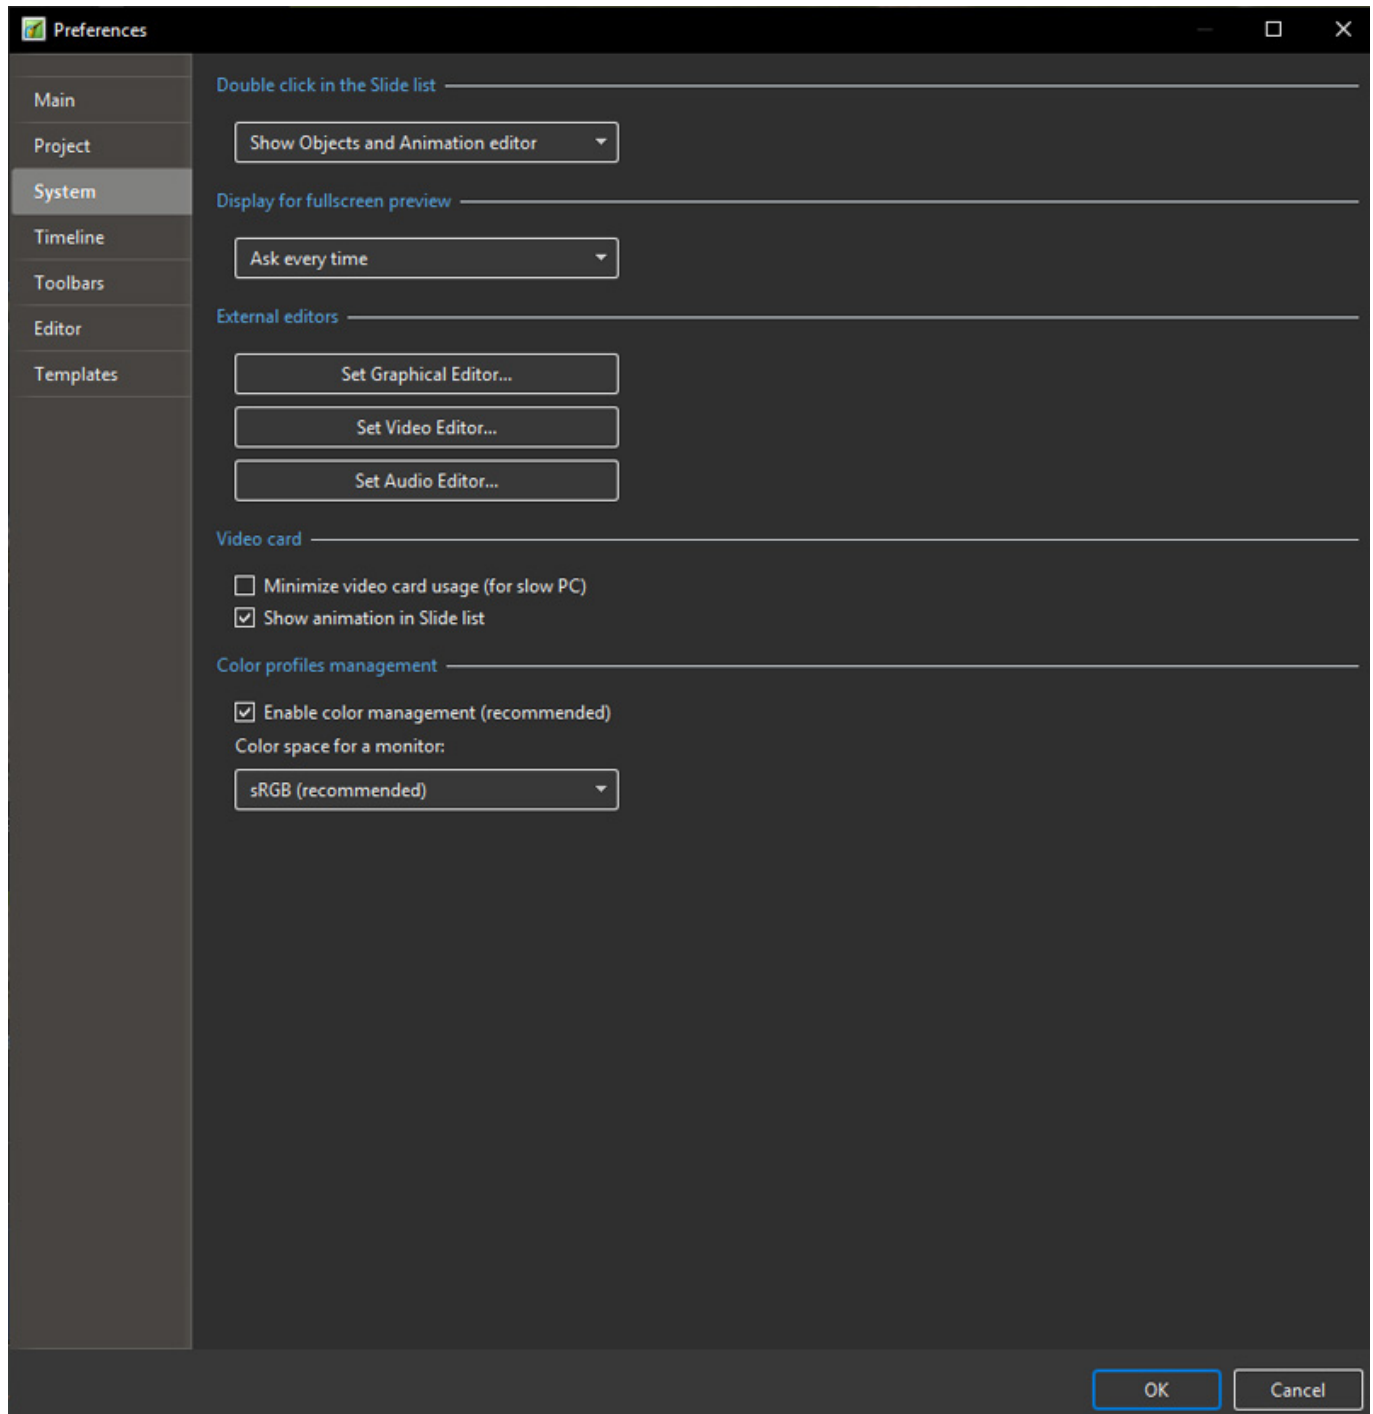 Preferences
Main
Project
System
Timeline
Toolbars
Editor
Templates
Double click in the Slide list
Show Objects and Animation editor
Display for fullscreen preview
Ask every time
External editors
Set Graphical Editor...
Set Video Editor...
Set Audio Editor...
Video card
Minimize video card usage (for slow PC)
Show animation in Slide list
Color profiles management
Enable color management (recommended)
Color space for a monitor:
sRGB (recommended)
OK
Cancel